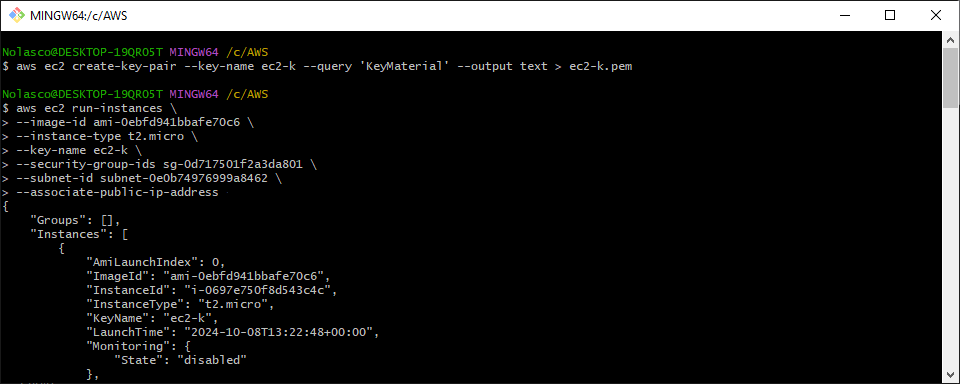 MINGW64:/c/AWS
Nolasco@DESKTOP-19QRO5T MINGW64 /c/AWS
$ aws ec2 create-key-pair --key-name ec2-k --query 'KeyMaterial' --output text > ec2-k.pem
Nolasco@DESKTOP-19QRO5T MINGW64 /c/AWS
$ aws ec2 run-instances \
> --image-id ami-0ebfd941bbafe70c6 \
> --instance-type t2.micro \
> --key-name ec2-k \
> --security-group-ids sg-0d717501f2a3da801 \
> --subnet-id subnet-0e0b74976999a8462 \
> --associate-public-ip-address
{
    "Groups": [],
    "Instances": [
        {
            "AmiLaunchIndex": 0,
            "ImageId": "ami-0ebfd941bbafe70c6",
            "InstanceId": "i-0697e750f8d543c4c",
            "InstanceType": "t2.micro",
            "KeyName": "ec2-k",
            "LaunchTime": "2024-10-08T13:22:48+00:00",
            "Monitoring": {
                "State": "disabled"
            },